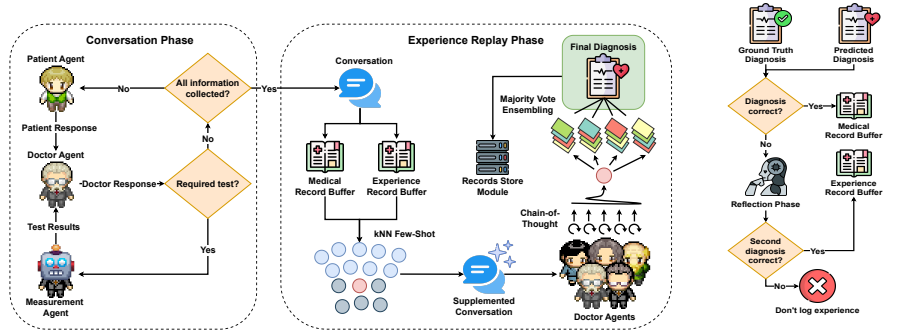 Conversation Phase
Patient Agent
All information
collected?
No
Yes
Patient Response
No
Doctor Agent
Doctor Response
Required test?
Test Results
Yes
Measurement
Agent
Experience Replay Phase
Conversation
Final Diagnosis
Majority Vote
Ensembling
Medical
Record Buffer
Experience
Record Buffer
Records Store
Module
kNN Few-Shot
Chain-of-
Thought
Supplemented
Conversation
Doctor Agents
Ground Truth
Diagnosis
Predicted
Diagnosis
Diagnosis
correct?
Yes
Medical
Record Buffer
No
Experience
Record Buffer
Reflection Phase
Second
diagnosis
correct?
Yes
No
Don't log experience